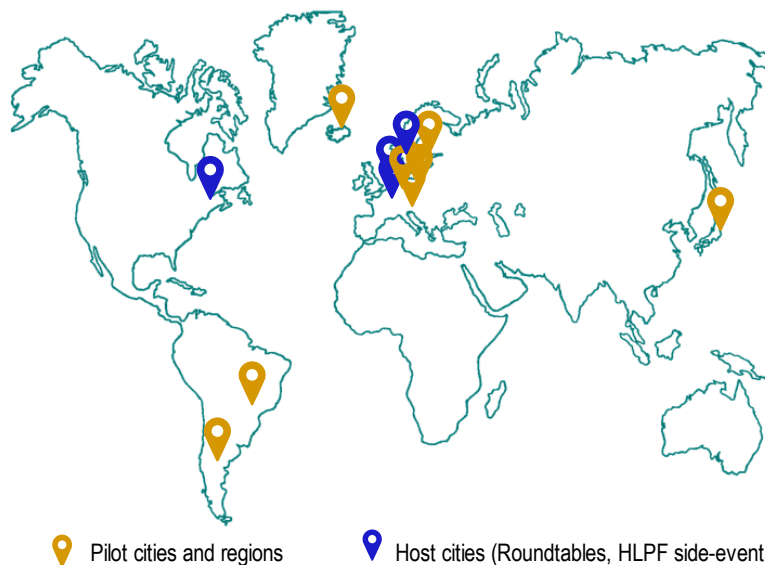 Pilot cities and regions
Host cities (Roundtables, HLPF side-event